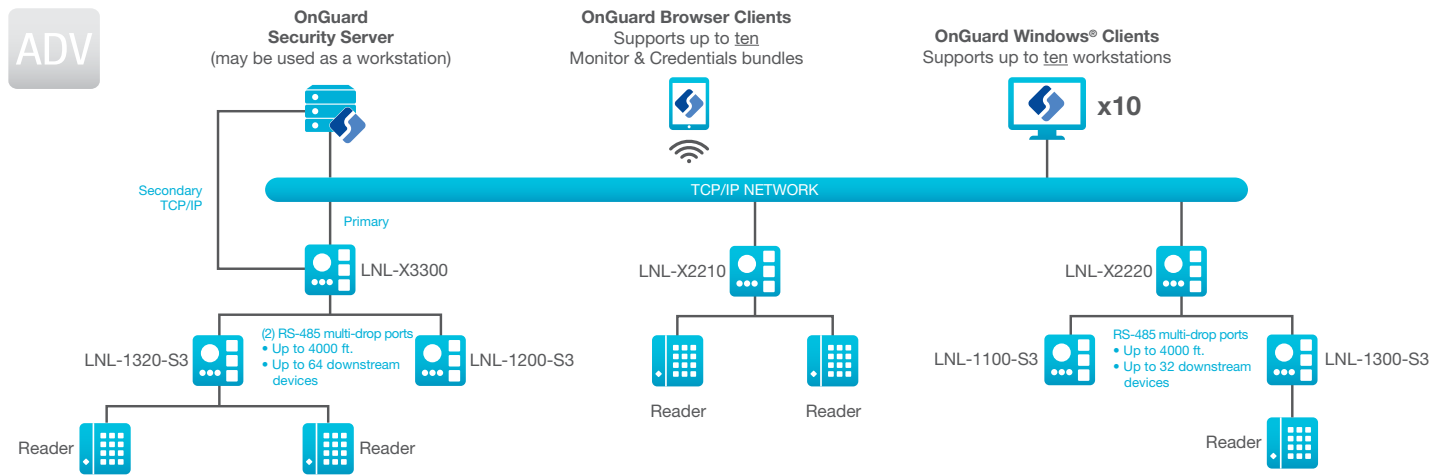 ADV
OnGuard
Security Server
(may be used as a workstation)
OnGuard Browser Clients
Supports up to ten
Monitor & Credentials bundles
OnGuard Windows® Clients
Supports up to ten workstations
x10
Secondary
TCP/IP
TCP/IP NETWORK
Primary
LNL-X3300
LNL-X2210
LNL-X2220
LNL-1320-S3
(2) RS-485 multi-drop ports
• Up to 4000 ft.
• Up to 64 downstream
devices
LNL-1200-S3
LNL-1100-S3
RS-485 multi-drop ports
• Up to 4000 ft.
• Up to 32 downstream
devices
LNL-1300-S3
Reader
Reader
Reader
Reader
Reader